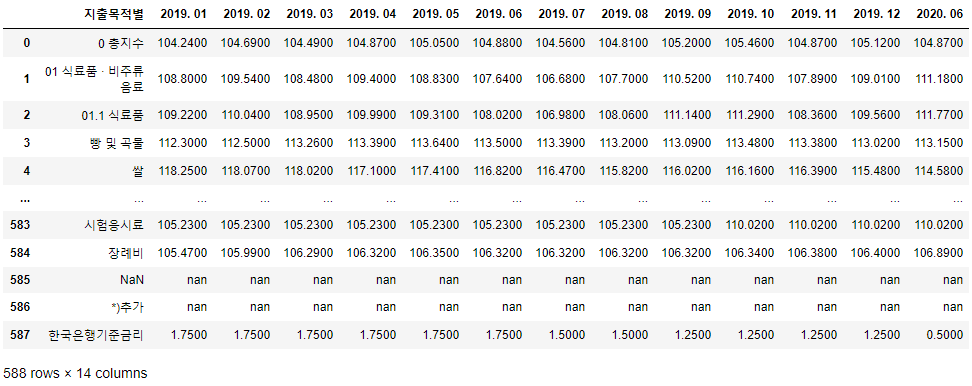 지출목적별 2019. 01 2019. 02 2019. 03 2019. 04 2019. 05 2019. 06 2019. 07 2019. 08 2019. 09 2019. 10 2019. 11 2019. 12 2020. 06
0 0 총지수 104.2400 104.6900 104.4900 104.8700 105.0500 104.8800 104.5600 104.8100 105.2000 105.4600 104.8700 105.1200 104.8700
1 01 식료품 · 비주류 108.8000 109.5400 108.4800 109.4000 108.8300 107.6400 106.6800 107.7000 110.5200 110.7400 107.8900 109.0100 111.1800
음료
2 01.1 식료품 109.2200 110.0400 108.9500 109.9900 109.3100 108.0200 106.9800 108.0600 111.1400 111.2900 108.3600 109.5600 111.7700
3 빵 및 곡물 112.3000 112.5000 113.2600 113.3900 113.6400 113.5000 113.3900 113.2000 113.0900 113.4800 113.3800 113.0200 113.1500
4 쌀 118.2500 118.0700 118.0200 117.1000 117.4100 116.8200 116.4700 115.8200 116.0200 116.1600 116.3900 115.4800 114.5800
... ... ... ... ... ... ... ... ... ... ... ... ... ... ...
583 시험응시료 105.2300 105.2300 105.2300 105.2300 105.2300 105.2300 105.2300 105.2300 105.2300 110.0200 110.0200 110.0200 110.0200
584 장례비 105.4700 105.9900 106.2900 106.3200 106.3500 106.3200 106.3200 106.3200 106.3200 106.3400 106.3800 106.4000 106.8900
585 NaN nan nan nan nan nan nan nan nan nan nan nan nan nan
586 *)추가 nan nan nan nan nan nan nan nan nan nan nan nan nan
587 한국은행기준금리 1.7500 1.7500 1.7500 1.7500 1.7500 1.7500 1.5000 1.5000 1.2500 1.2500 1.2500 1.2500 0.5000
588 rows × 14 columns